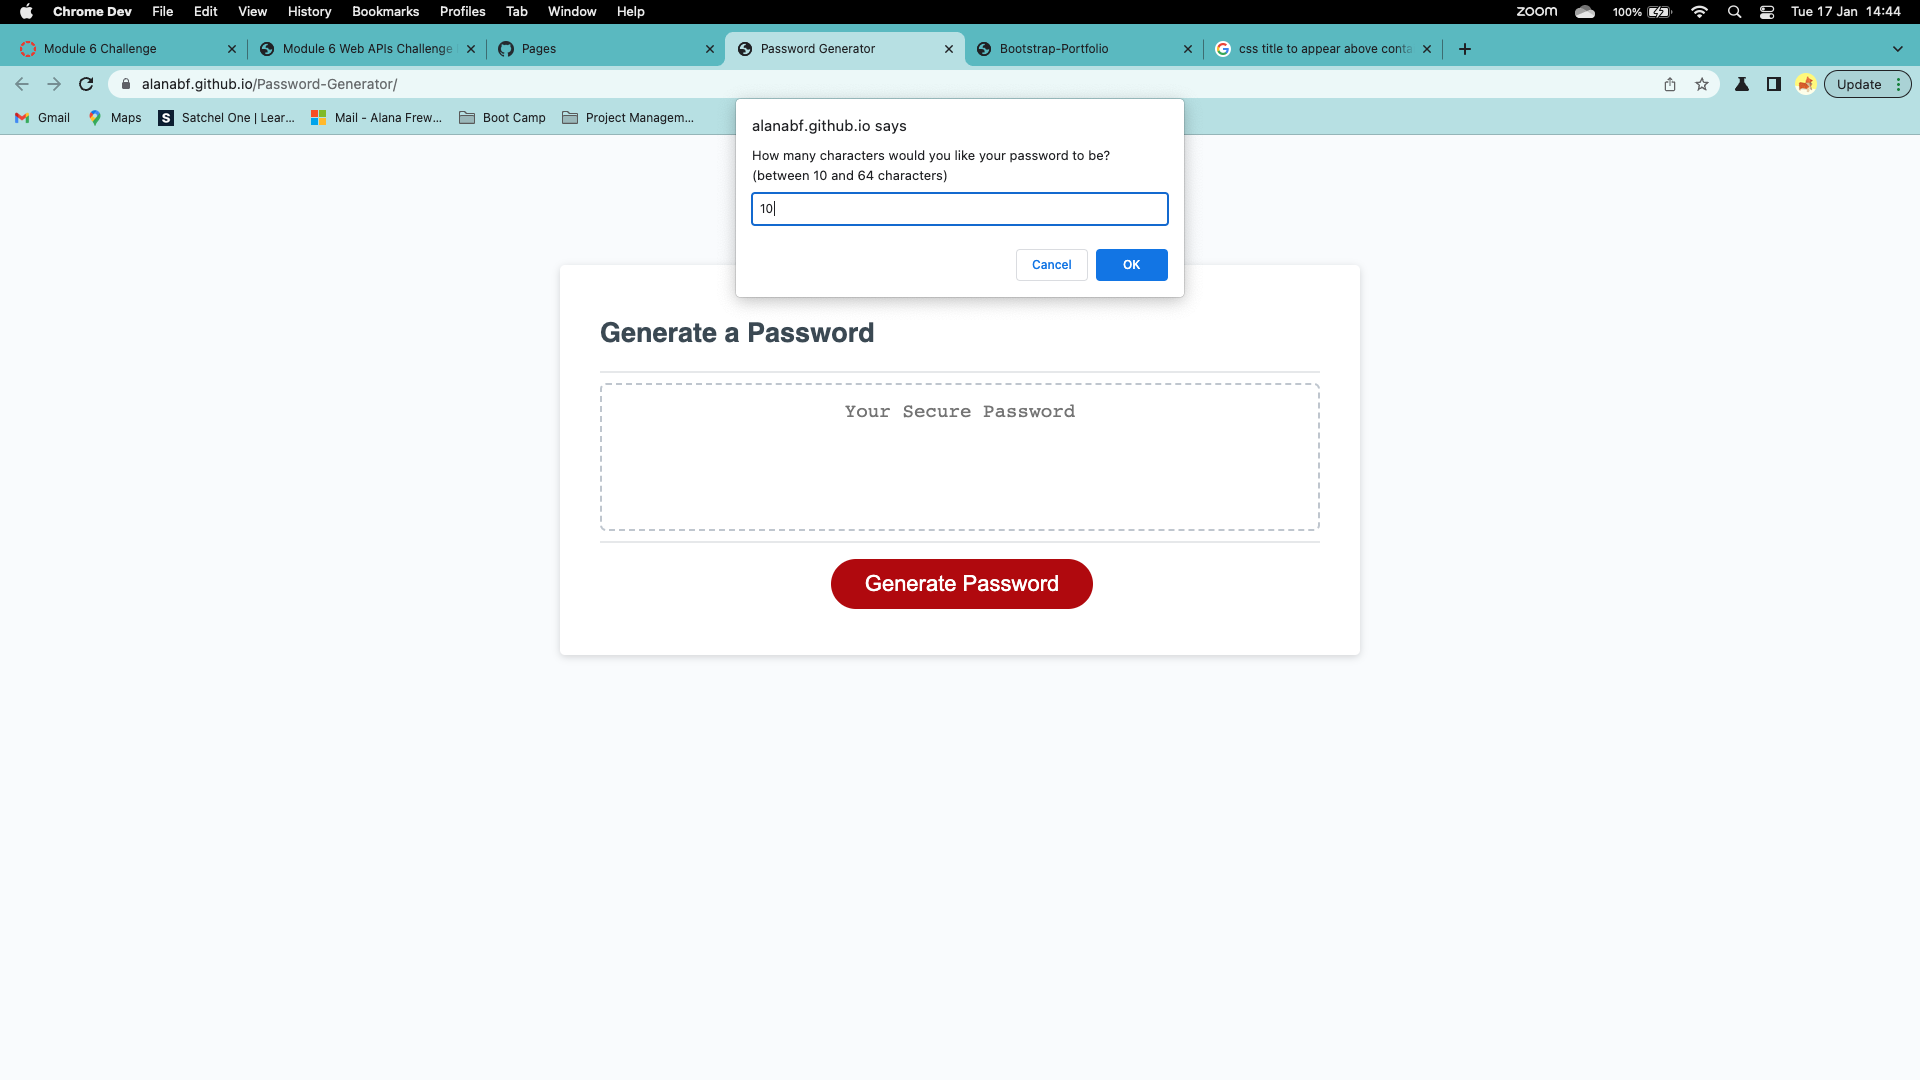 Chrome Dev File Edit View History Bookmarks Profiles Tab Window Help zoom 100% Tue 17 Jan 14:44
Module 6 Challenge Module 6 Web APIs Challenge Pages Password Generator Bootstrap-Portfolio css title to appear above conta
alanabf.github.io/Password-Generator/ Update
Gmail Maps S Satchel One | Lear... Mail - Alana Frew... Boot Camp Project Managem...
alanabf.github.io says
How many characters would you like your password to be?
(between 10 and 64 characters)
10
Cancel OK
Generate a Password
Your Secure Password
Generate Password